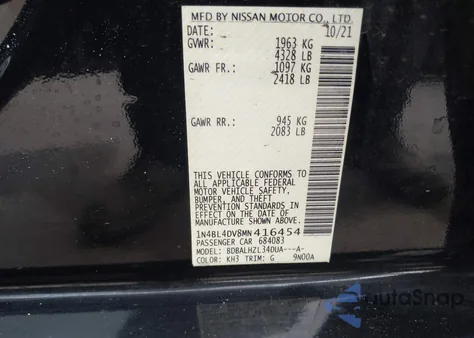 MFD BY NISSAN MOTOR CO., LTD.
DATE: 10/21
GVWR: 1963 KG
4328 LB
GAWR FR.: 1097 KG
2418 LB
GAWR RR.: 945 KG
2083 LB
THIS VEHICLE CONFORMS TO
ALL APPLICABLE FEDERAL
MOTOR VEHICLE SAFETY,
BUMPER, AND THEFT
PREVENTION STANDARDS IN
EFFECT ON THE DATE OF
MANUFACTURE SHOWN ABOVE.
1N4BL4DV8MN416454
PASSENGER CAR 684083
MODEL: BDBALHZL34DUA---A-
COLOR: KH3 TRIM: G 9N00A
AutaSnap